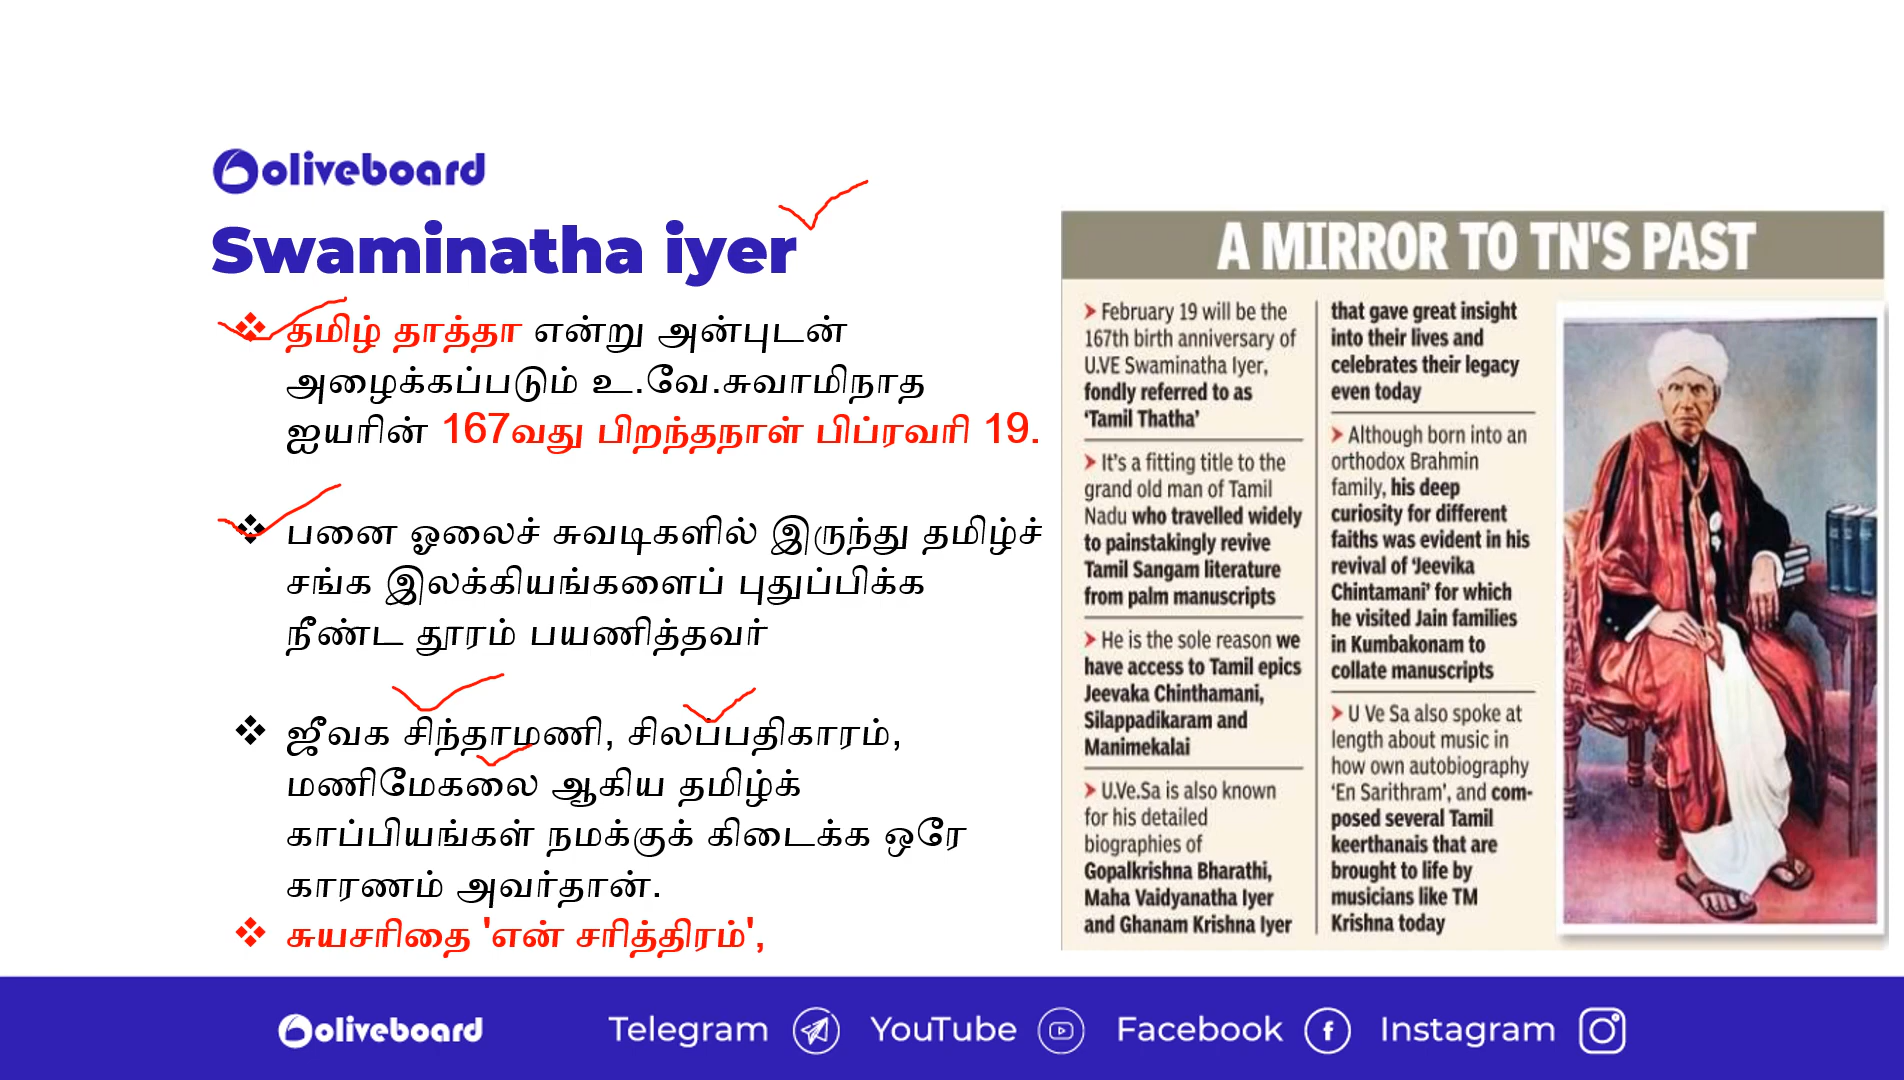 oliveboard
Swaminatha iyer
❖ தமிழ் தாத்தா என்று அன்புடன்
அழைக்கப்படும் உ.வே.சுவாமிநாத
ஐயரின் 167வது பிறந்தநாள் பிப்ரவரி 19.
❖ பனை ஓலைச் சுவடிகளில் இருந்து தமிழ்ச்
சங்க இலக்கியங்களைப் புதுப்பிக்க
நீண்ட தூரம் பயணித்தவர்
❖ ஜீவக சிந்தாமணி, சிலப்பதிகாரம்,
மணிமேகலை ஆகிய தமிழ்க்
காப்பியங்கள் நமக்குக் கிடைக்க ஒரே
காரணம் அவர்தான்.
❖ சுயசரிதை 'என் சரித்திரம்',
A MIRROR TO TN'S PAST
➤ February 19 will be the
167th birth anniversary of
U.VE Swaminatha Iyer,
fondly referred to as
‘Tamil Thatha’
➤ It's a fitting title to the
grand old man of Tamil
Nadu who travelled widely
to painstakingly revive
Tamil Sangam literature
from palm manuscripts
➤ He is the sole reason we
have access to Tamil epics
Jeevaka Chinthamani,
Silappadikaram and
Manimekalai
➤ U.Ve.Sa is also known
for his detailed
biographies of
Gopalkrishna Bharathi,
Maha Vaidyanatha Iyer
and Ghanam Krishna Iyer
that gave great insight
into their lives and
celebrates their legacy
even today
➤ Although born into an
orthodox Brahmin
family, his deep
curiosity for different
faiths was evident in his
revival of ‘Jeevika
Chintamani’ for which
he visited Jain families
in Kumbakonam to
collate manuscripts
➤ U Ve Sa also spoke at
length about music in
how own autobiography
‘En Sarithram’, and com-
posed several Tamil
keerthanais that are
brought to life by
musicians like TM
Krishna today
oliveboard Telegram YouTube Facebook Instagram